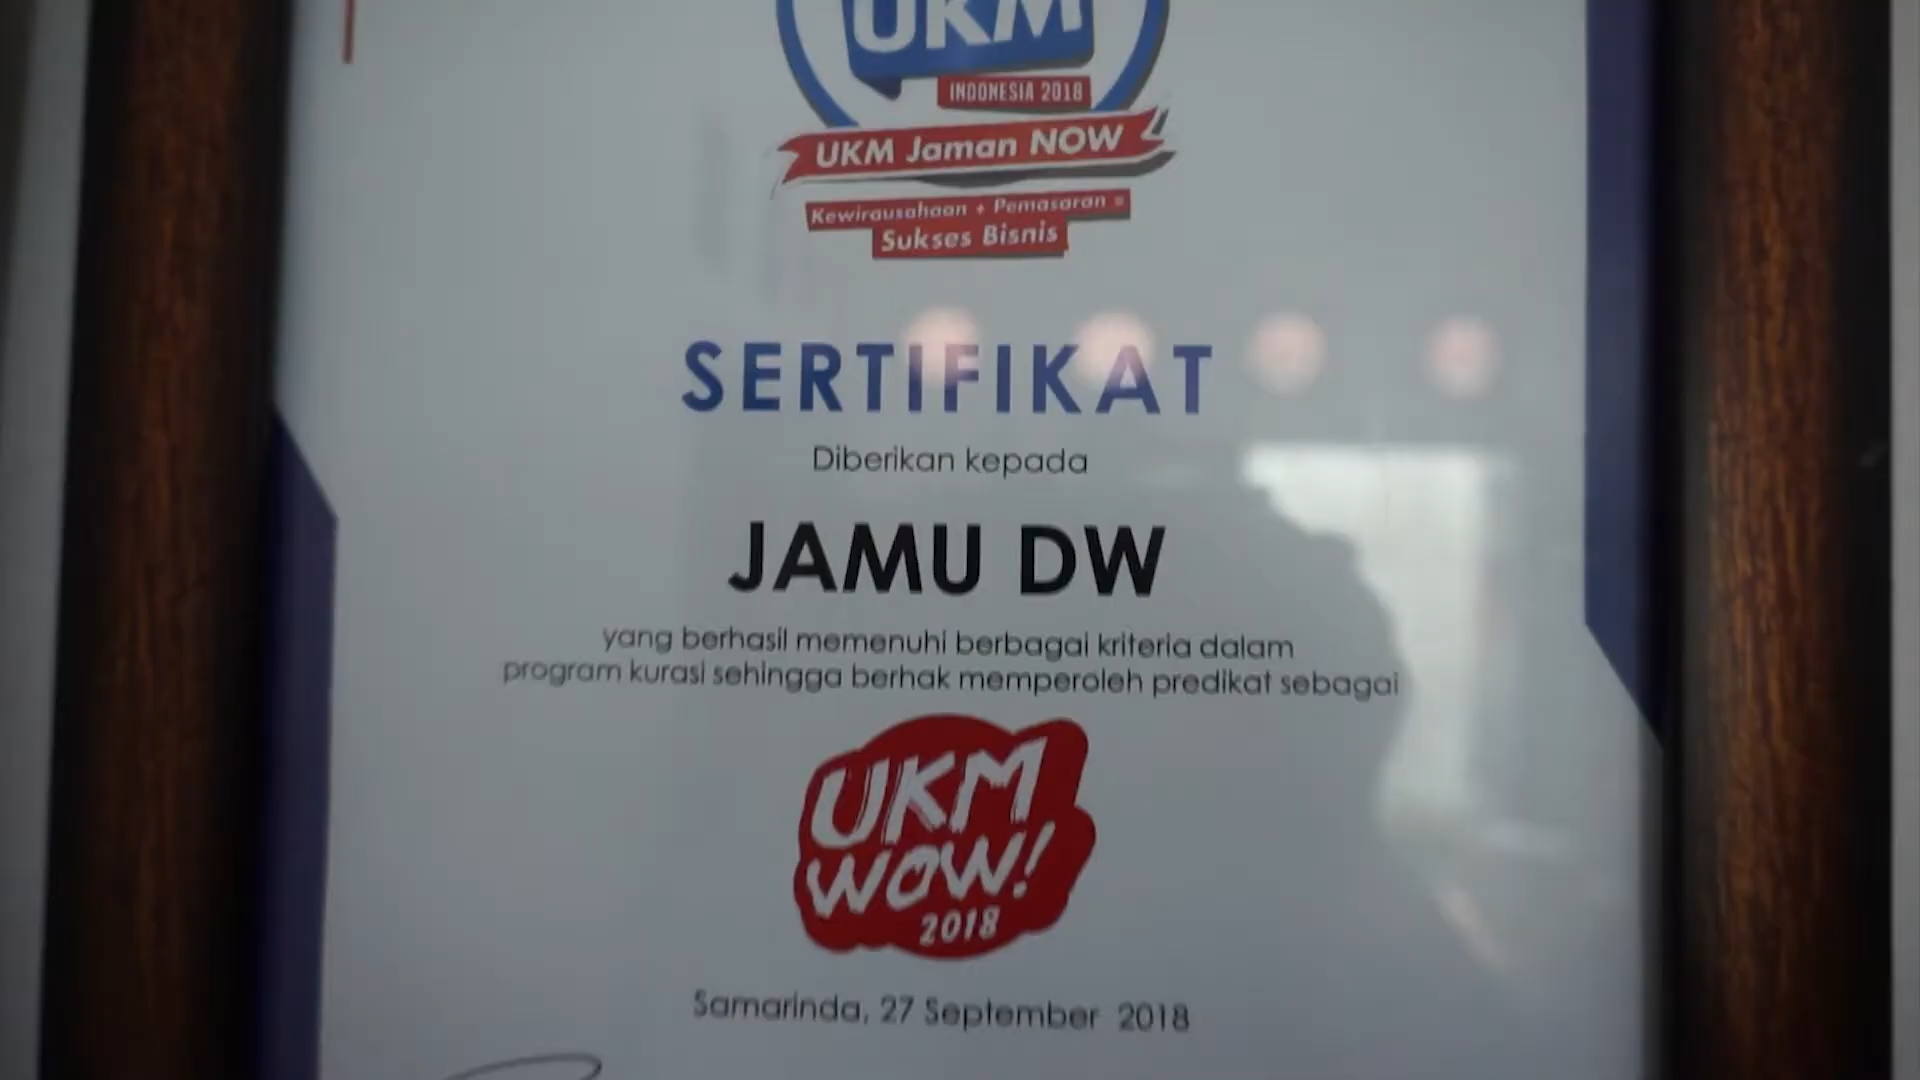 UKM
INDONESIA 2018
UKM Jaman NOW
Kewirausahaan + Pemasaran =
Sukses Bisnis
SERTIFIKAT
Diberikan kepada
JAMU DW
yang berhasil memenuhi berbagai kriteria dalam
program kurasi sehingga berhak memperoleh predikat sebagai
UKM
WOW!
2018
Samarinda, 27 September 2018